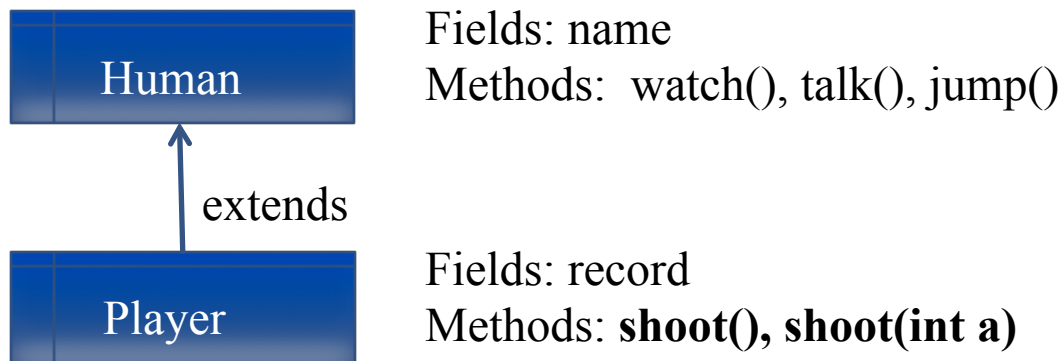 Human
Fields: name
Methods: watch(), talk(), jump()
extends
Player
Fields: record
Methods: shoot(), shoot(int a)